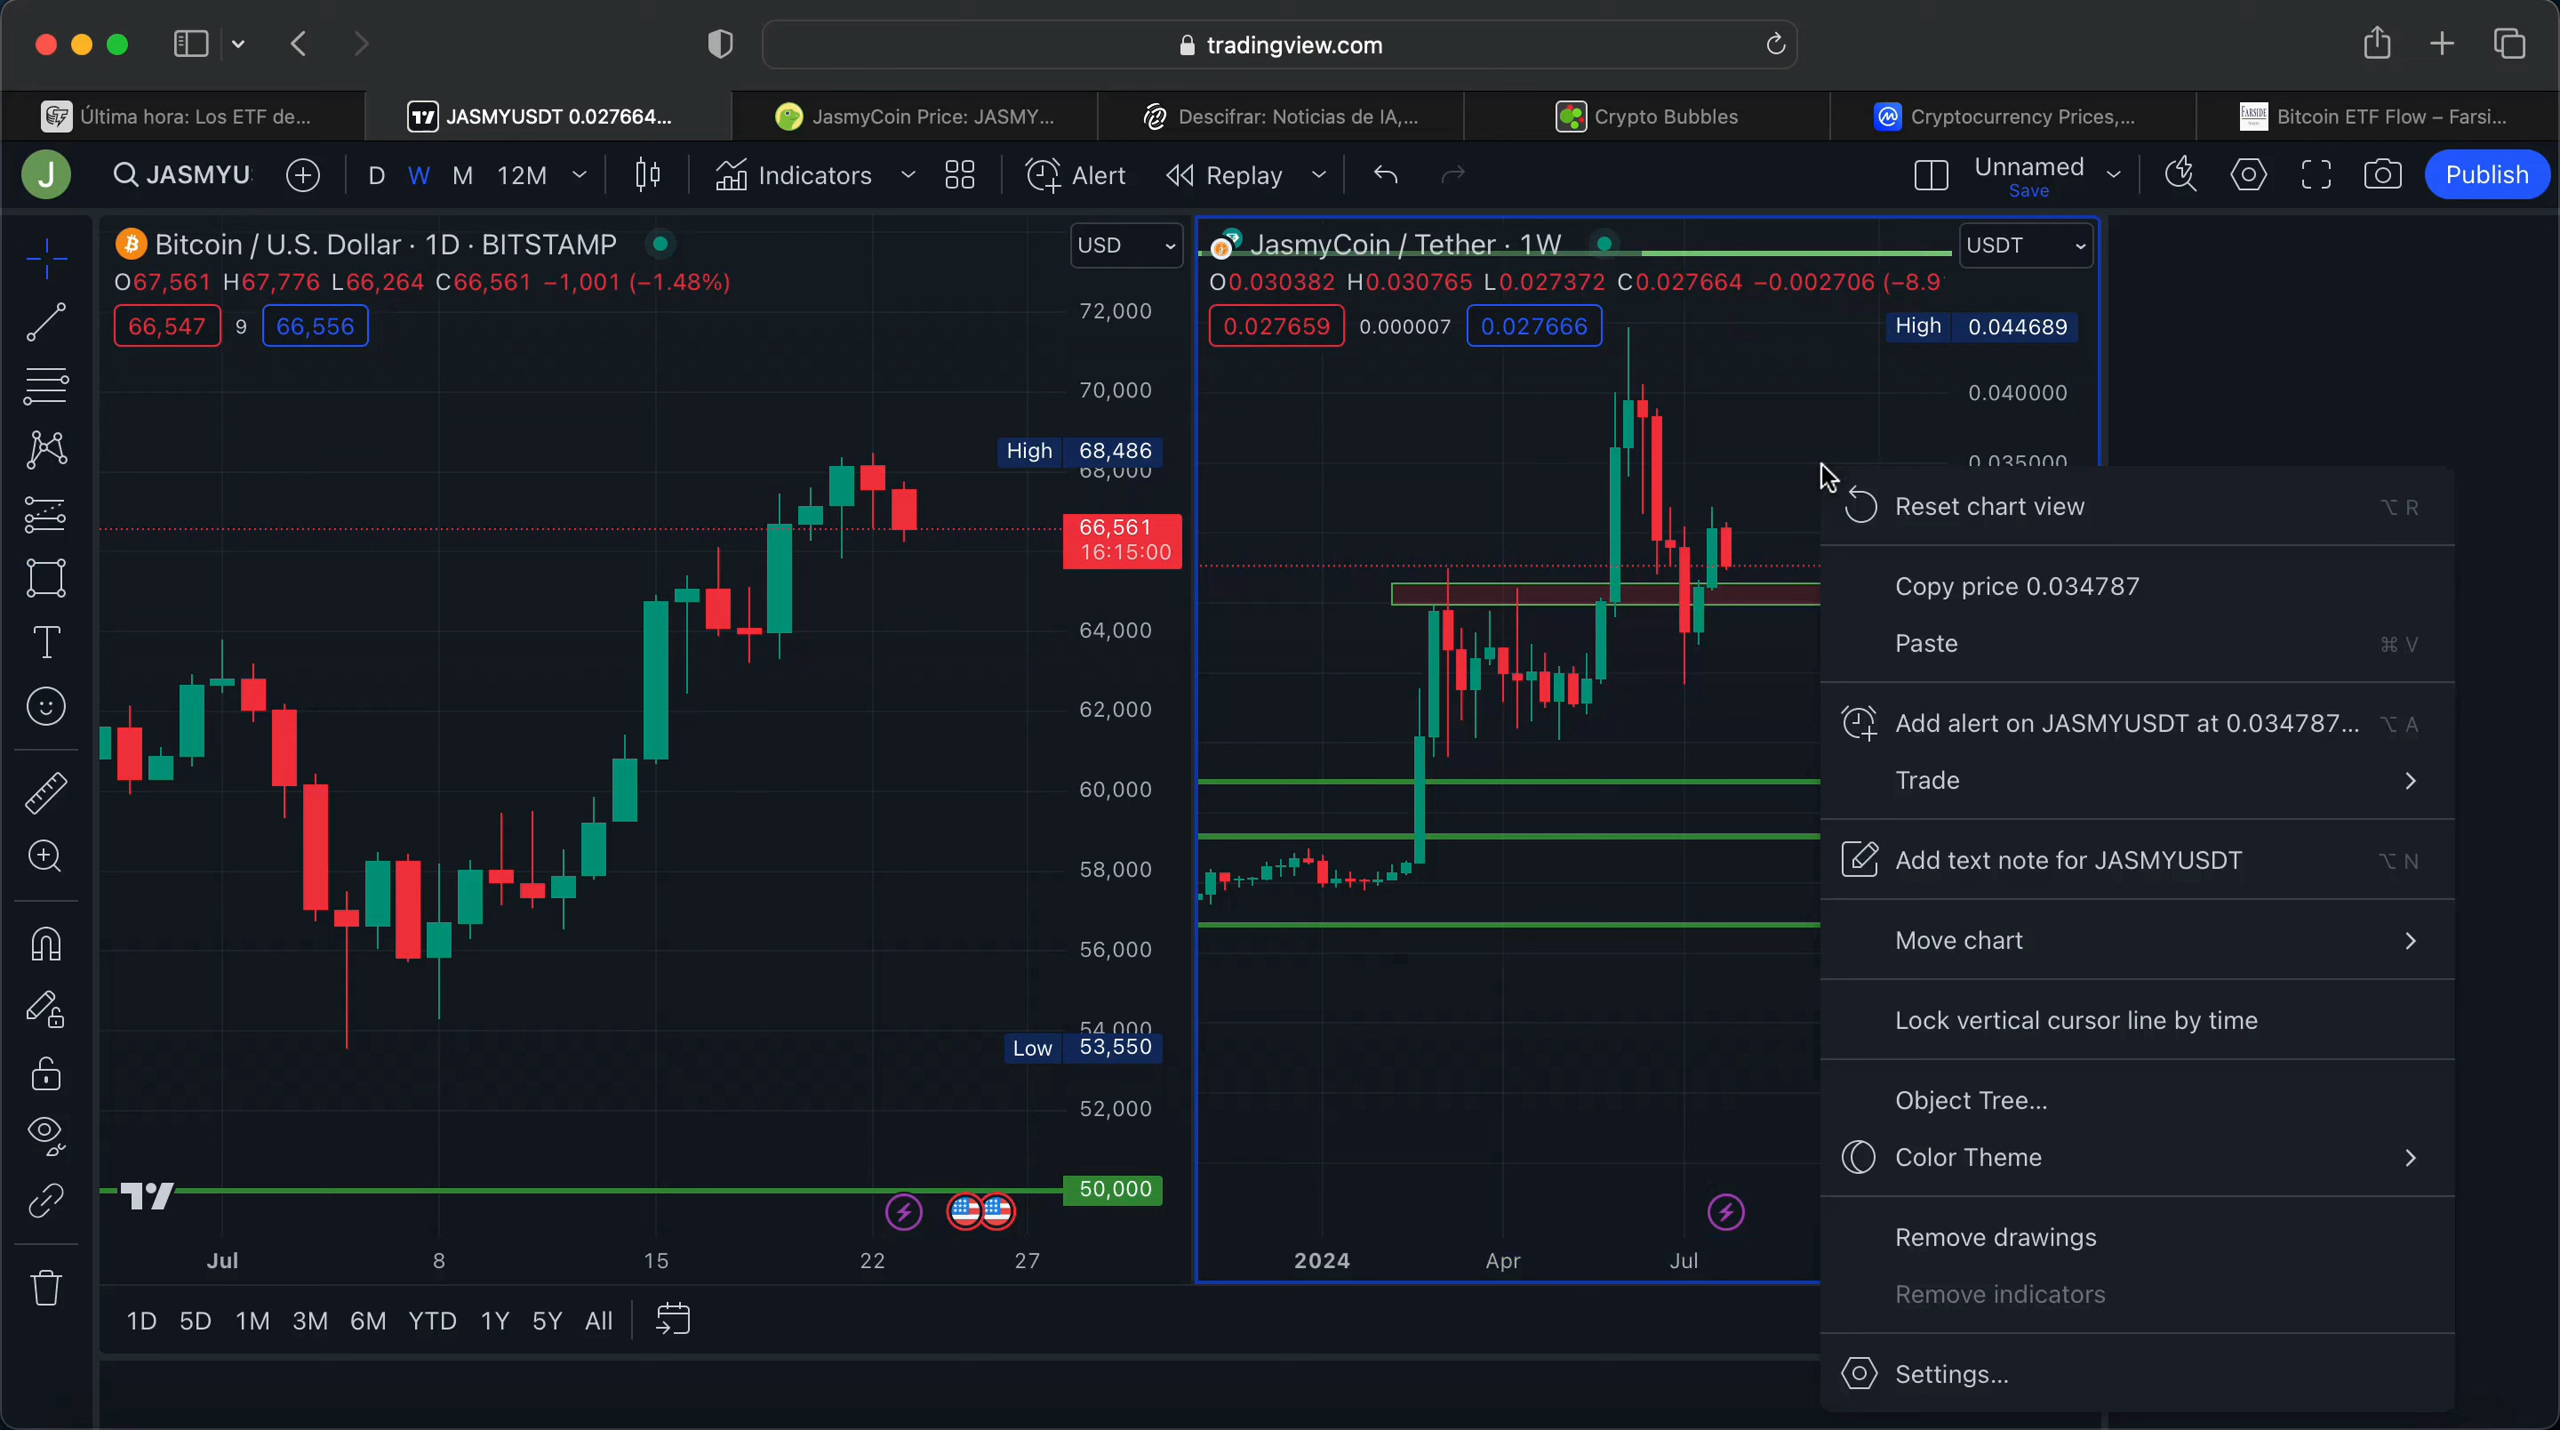 tradingview.com
Última hora: Los ETF de...
JASMYUSDT 0.027664...
JasmyCoin Price: JASMY...
Descifrar: Noticias de IA,...
Crypto Bubbles
Cryptocurrency Prices,...
FARSIDE
Bitcoin ETF Flow – Farsi...
J
JASMYU
D W M 12M
Indicators
Alert
Replay
Unnamed
Save
Publish
Bitcoin / U.S. Dollar · 1D · BITSTAMP
USD
O67,561 H67,776 L66,264 C66,561 −1,001 (−1.48%)
66,547 9 66,556
72,000
70,000
High 68,486
68,000
66,561
16:15:00
64,000
62,000
60,000
58,000
56,000
54,000
Low 53,550
52,000
50,000
Jul 8 15 22 27
JasmyCoin / Tether · 1W
USDT
O0.030382 H0.030765 L0.027372 C0.027664 −0.002706 (−8.9
0.027659 0.000007 0.027666
High 0.044689
0.040000
0.035000
2024 Apr Jul
Reset chart view ⌥ R
Copy price 0.034787
Paste ⌘ V
Add alert on JASMYUSDT at 0.034787... ⌥ A
Trade
Add text note for JASMYUSDT ⌥ N
Move chart
Lock vertical cursor line by time
Object Tree...
Color Theme
Remove drawings
Remove indicators
Settings...
1D 5D 1M 3M 6M YTD 1Y 5Y All